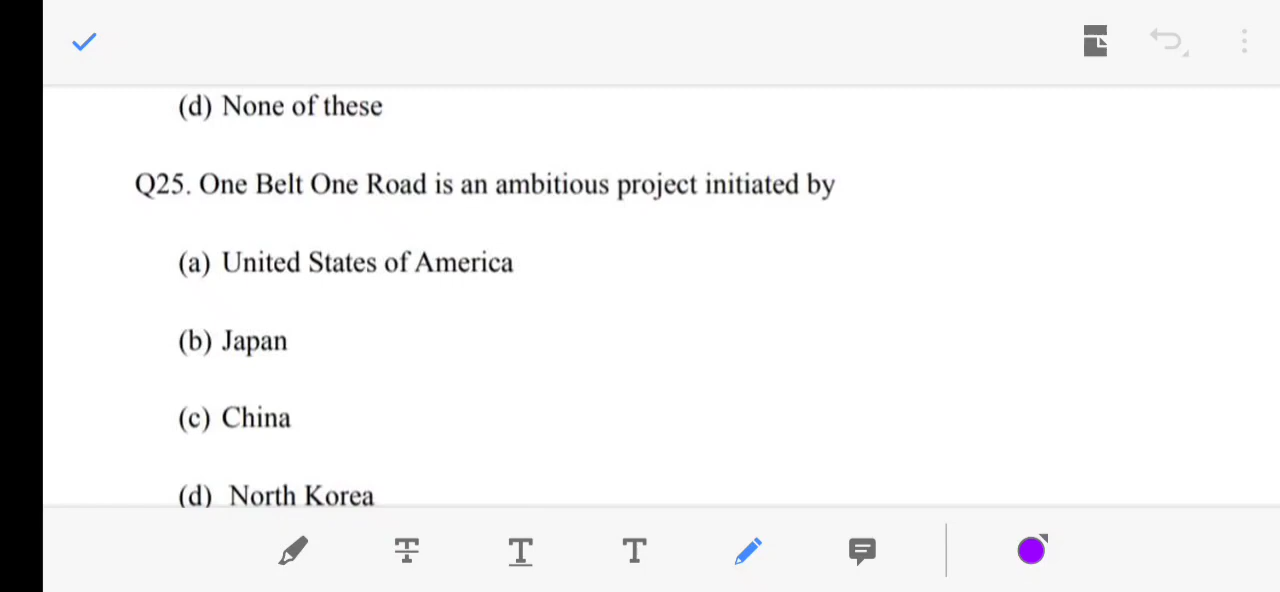 (d) None of these
Q25. One Belt One Road is an ambitious project initiated by
(a) United States of America
(b) Japan
(c) China
(d) North Korea